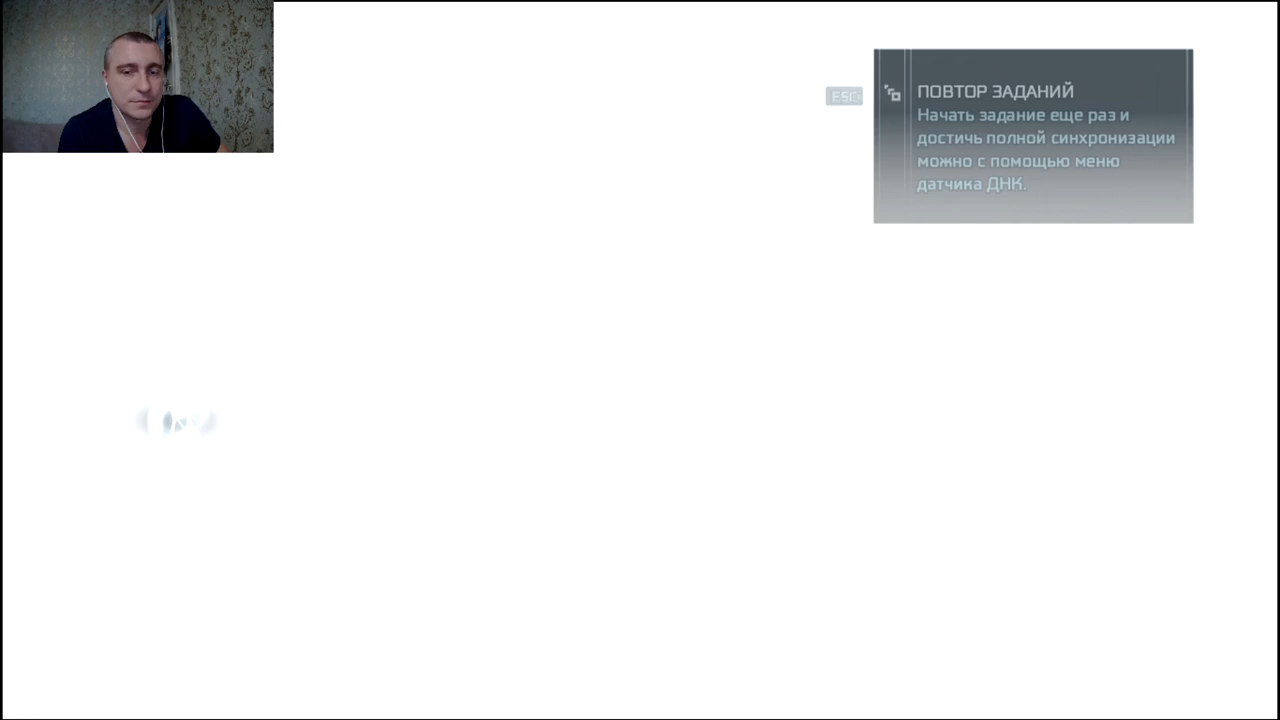 ESC
ПОВТОР ЗАДАНИЙ
Начать задание еще раз и
достичь полной синхронизации
можно с помощью меню
датчика ДНК.